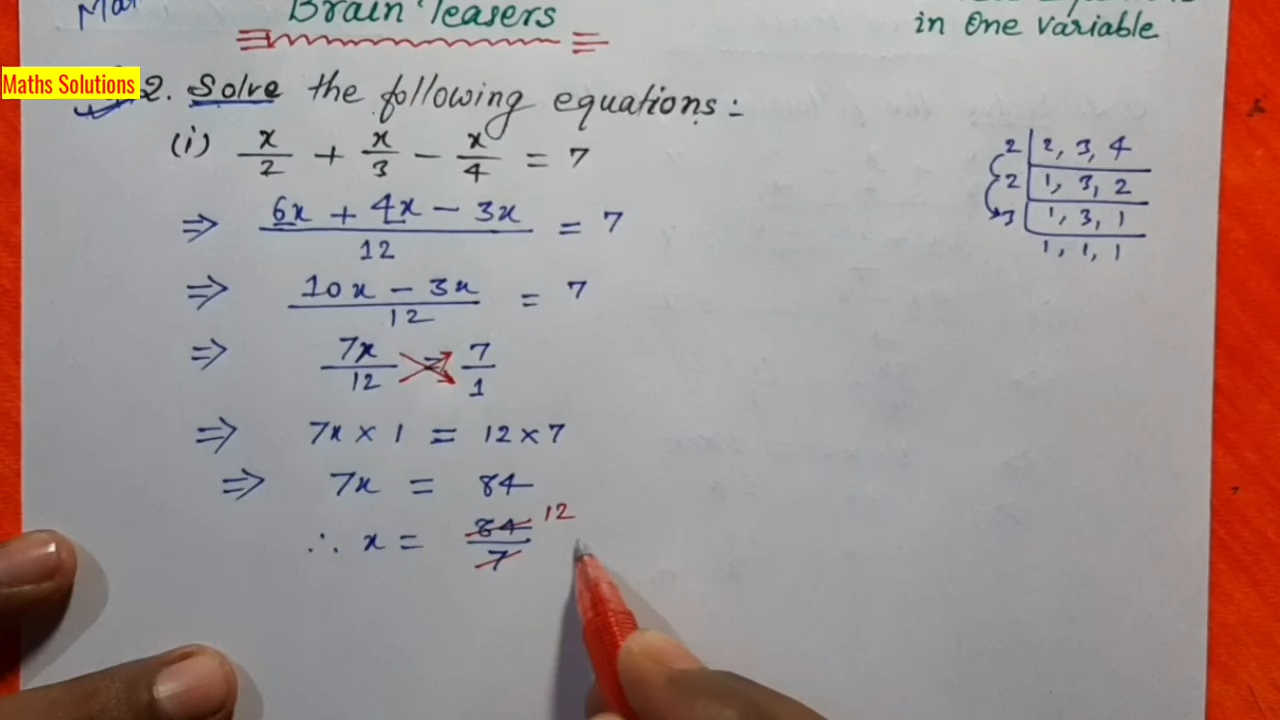 Brain Teasers
in One Variable
Maths Solutions
2. Solve the following equations:
(i) x/2 + x/3 - x/4 = 7
⇒ (6x + 4x - 3x)/12 = 7
⇒ (10x - 3x)/12 = 7
⇒ 7x/12 = 7/1
⇒ 7x × 1 = 12 × 7
⇒ 7x = 84
∴ x = 84/7 12
2 | 2, 3, 4
2 | 1, 3, 2
3 | 1, 3, 1
1, 1, 1